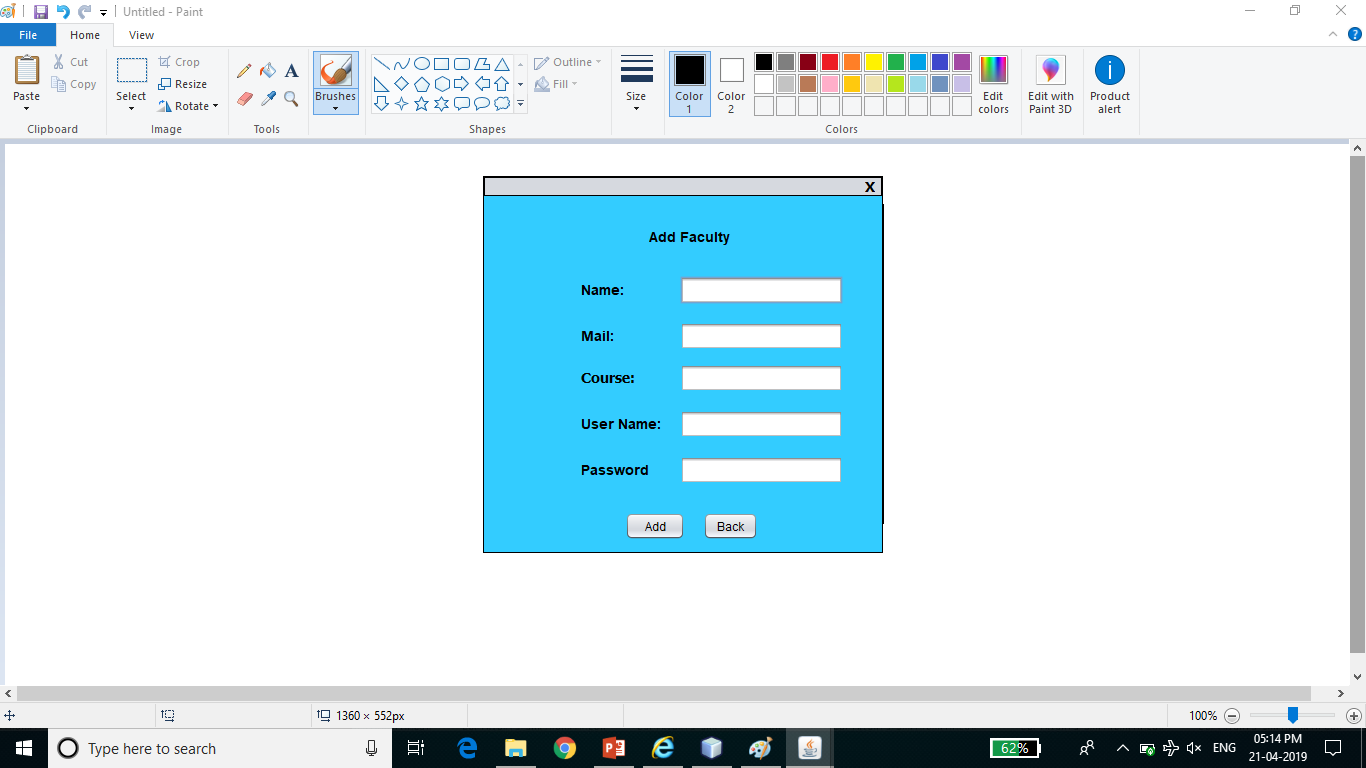 Untitled - Paint
File Home View
Paste
Cut
Copy
Clipboard
Select
Crop
Resize
Rotate
Image
A
Tools
Brushes
Shapes
Outline
Fill
Size
Color
1
Color
2
Colors
Edit
colors
Edit with
Paint 3D
Product
alert
X
Add Faculty
Name:
Mail:
Course:
User Name:
Password
Add Back
1360 × 552px
100%
Type here to search
62%
ENG
05:14 PM
21-04-2019